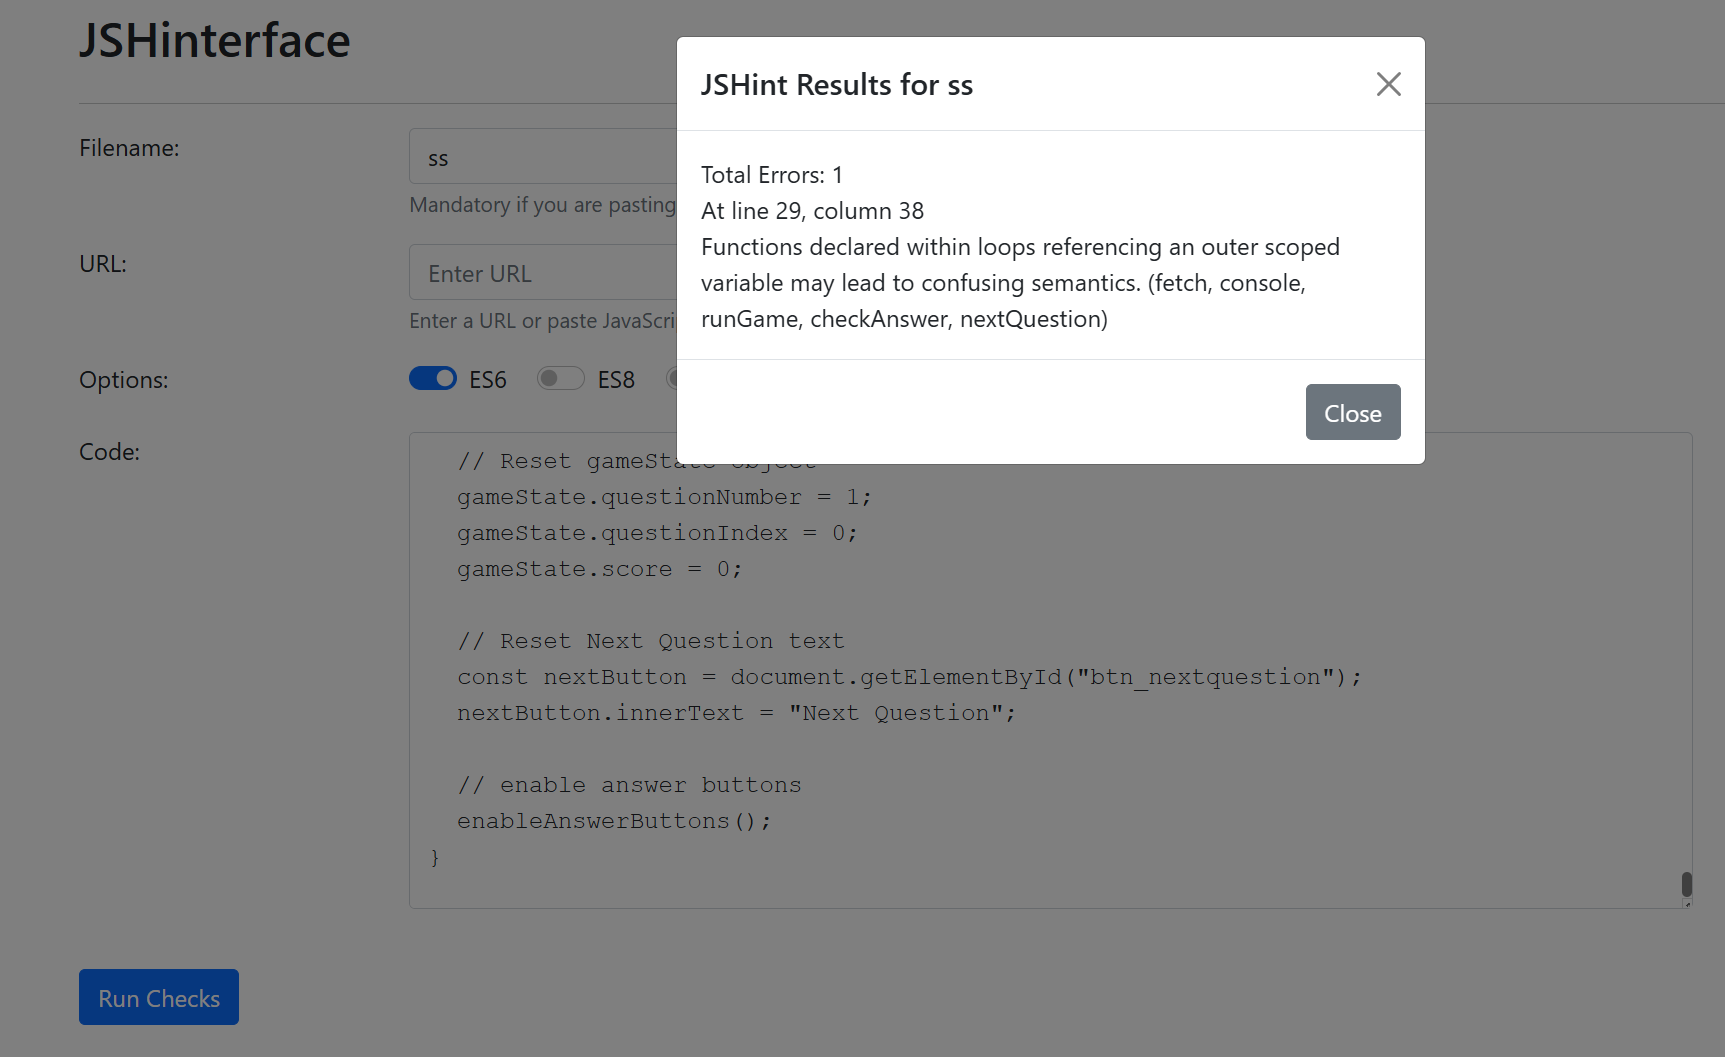 JSHinterface
JSHint Results for ss
Total Errors: 1
At line 29, column 38
Functions declared within loops referencing an outer scoped
variable may lead to confusing semantics. (fetch, console,
runGame, checkAnswer, nextQuestion)
Close
Filename:
ss
Mandatory if you are pasting
URL:
Enter URL
Enter a URL or paste JavaScri
Options:
ES6
ES8
Code:
// Reset gameState object
gameState.questionNumber = 1;
gameState.questionIndex = 0;
gameState.score = 0;
// Reset Next Question text
const nextButton = document.getElementById("btn_nextquestion");
nextButton.innerText = "Next Question";
// enable answer buttons
enableAnswerButtons();
}
Run Checks